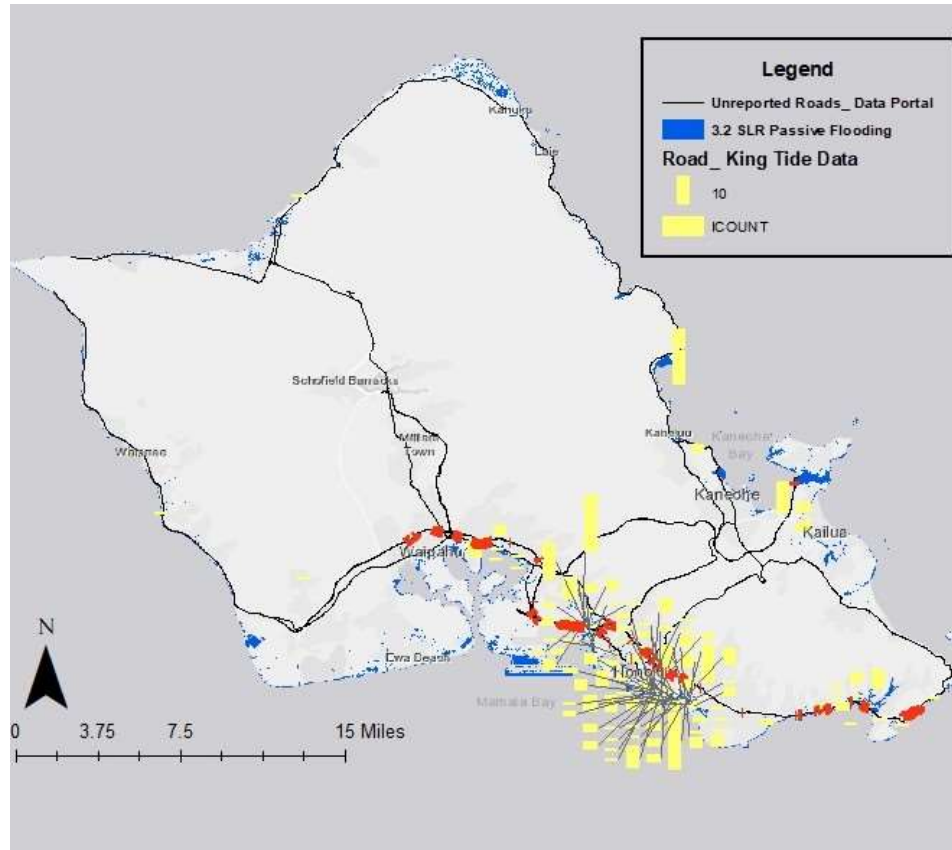 Legend
Unreported Roads_ Data Portal
3.2 SLR Passive Flooding
Road_ King Tide Data
10
ICOUNT
Kahuku
Laie
Schofield Barracks
Mililani
Town
Waianae
Kahaluu
Kaneohe
Bay
Kaneohe
Kailua
Waipahu
Ewa Beach
Honolulu
Mamala Bay
N
0 3.75 7.5 15 Miles